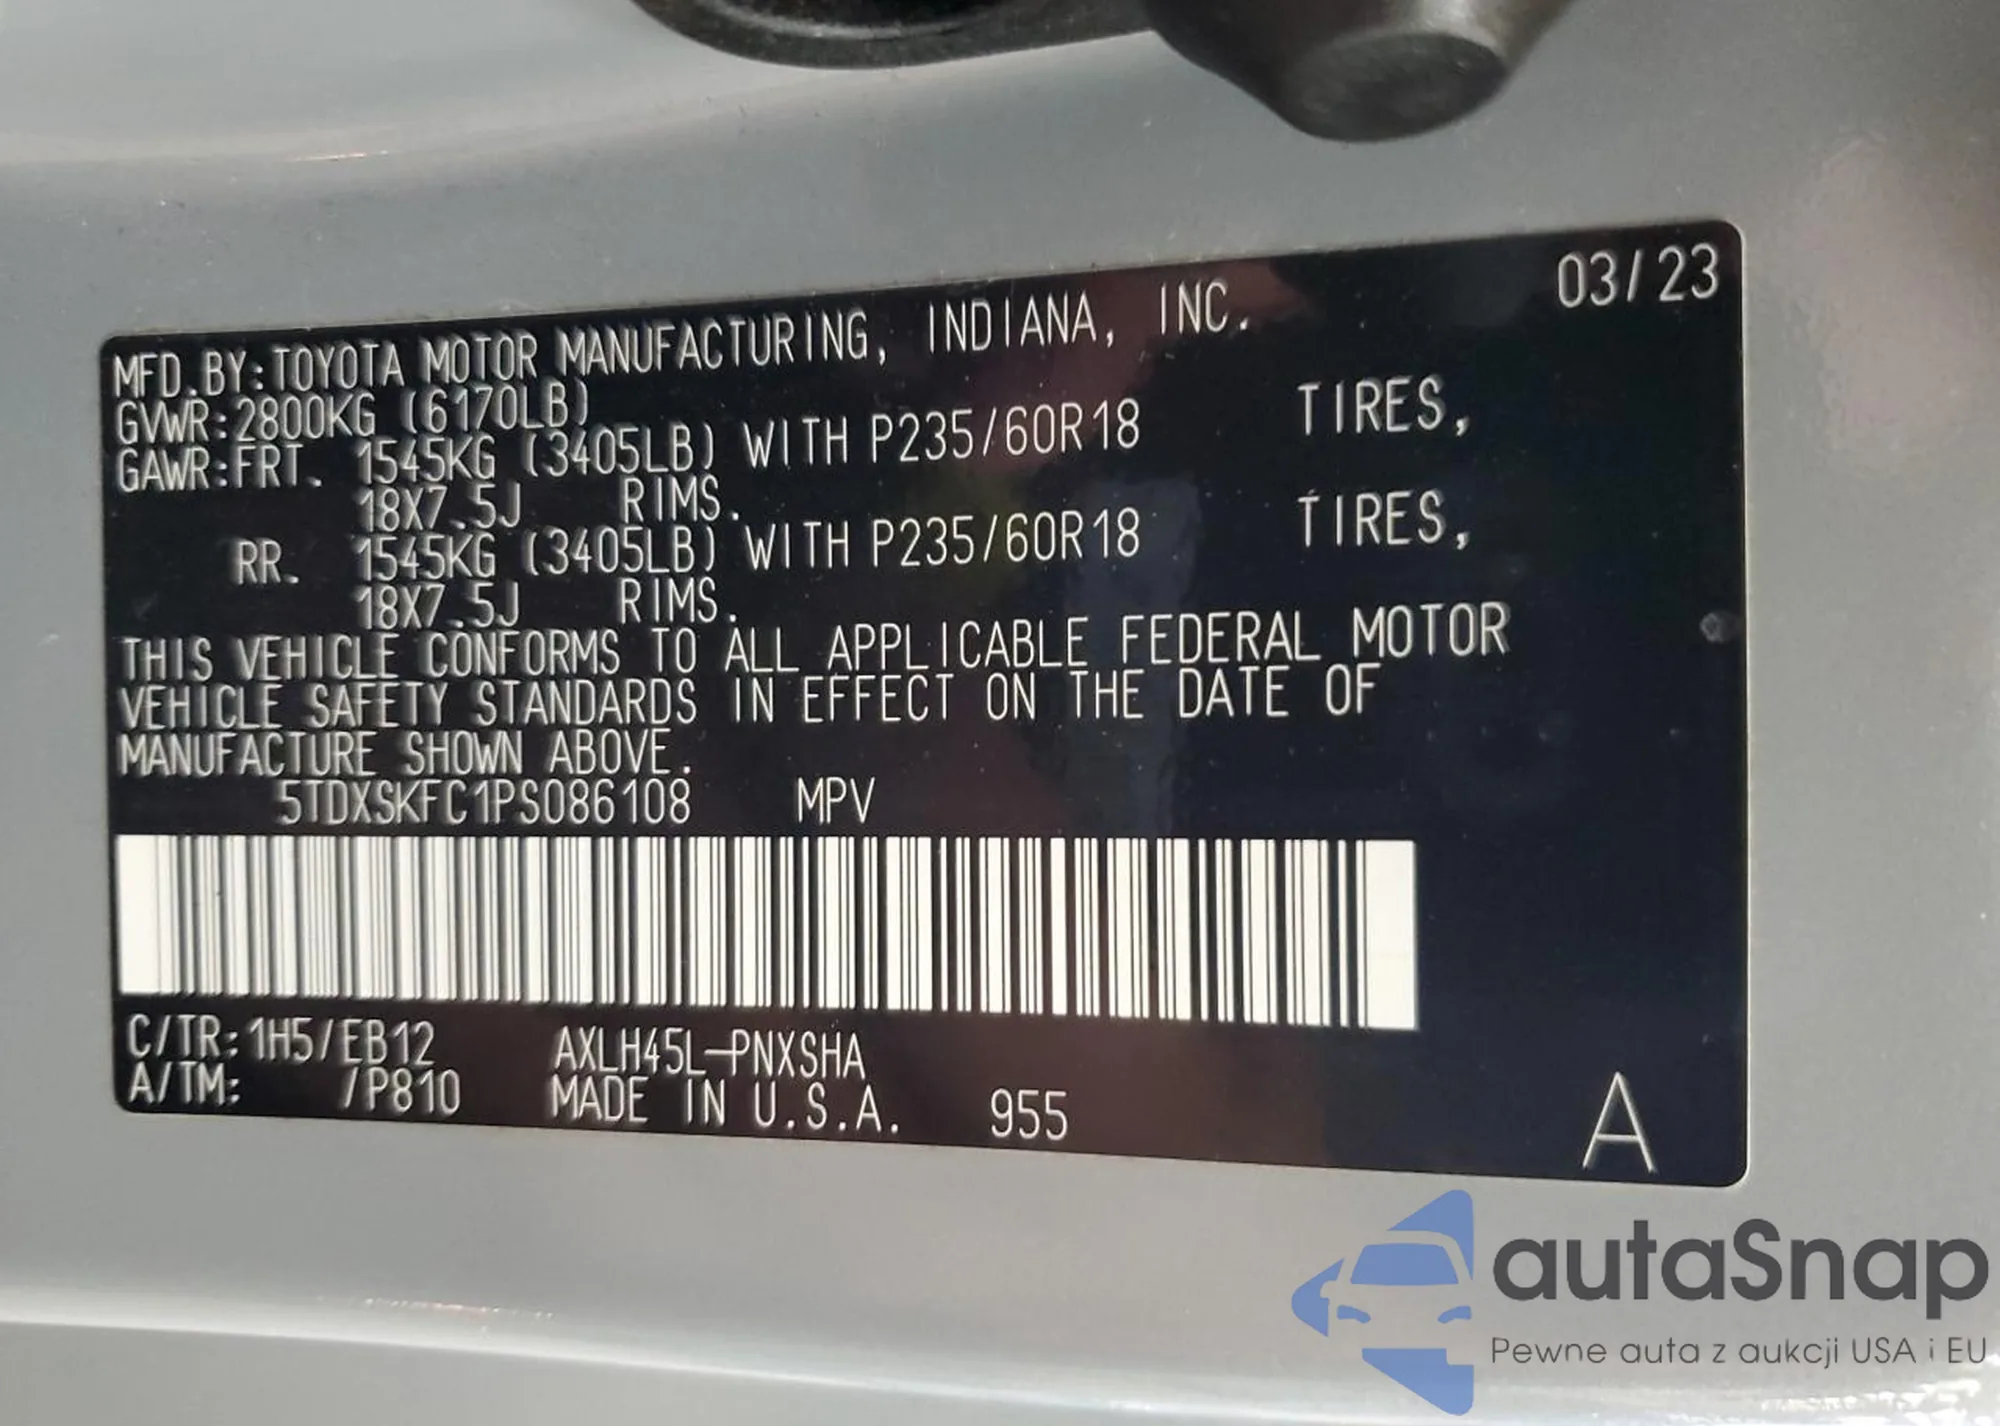 03/23
MFD.BY:TOYOTA MOTOR MANUFACTURING, INDIANA, INC.
GVWR:2800KG (6170LB)
GAWR:FRT. 1545KG (3405LB) WITH P235/60R18 TIRES,
18X7.5J RIMS.
RR. 1545KG (3405LB) WITH P235/60R18 TIRES,
18X7.5J RIMS.
THIS VEHICLE CONFORMS TO ALL APPLICABLE FEDERAL MOTOR
VEHICLE SAFETY STANDARDS IN EFFECT ON THE DATE OF
MANUFACTURE SHOWN ABOVE.
5TDXSKFC1PS086108 MPV
C/TR:1H5/EB12 AXLH45L-PNXSHA
A/TM: /P810 MADE IN U.S.A. 955
A
autaSnap
Pewne auta z aukcji USA i EU